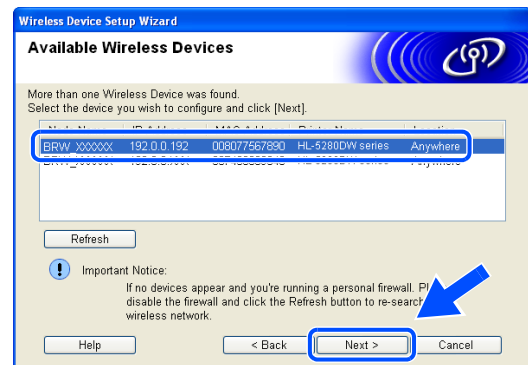 Wireless Device Setup Wizard
Available Wireless Devices
More than one Wireless Device was found.
Select the device you wish to configure and click [Next].
BRW_XXXXXX 192.0.0.192 008077567890 HL-5280DW series Anywhere
Refresh
Important Notice:
If no devices appear and you're running a personal firewall.
disable the firewall and click the Refresh button to re-search
wireless network.
Help < Back Next > Cancel